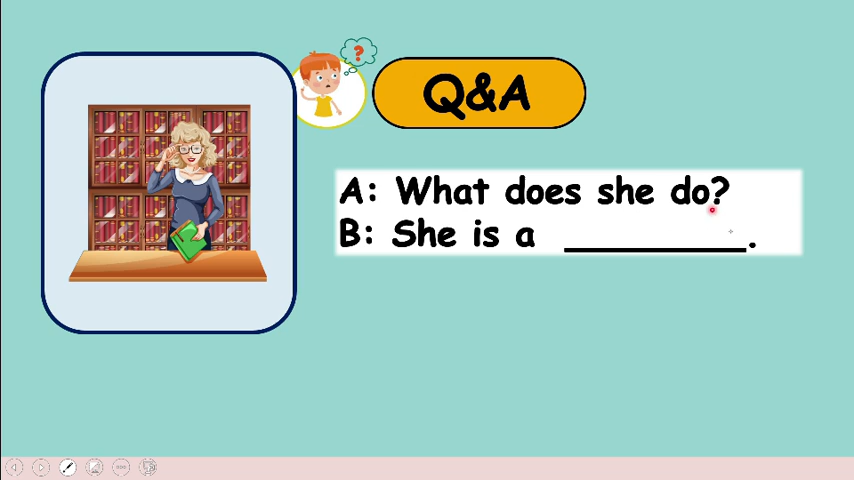 ?
Q&A
A: What does she do?
B: She is a _________.